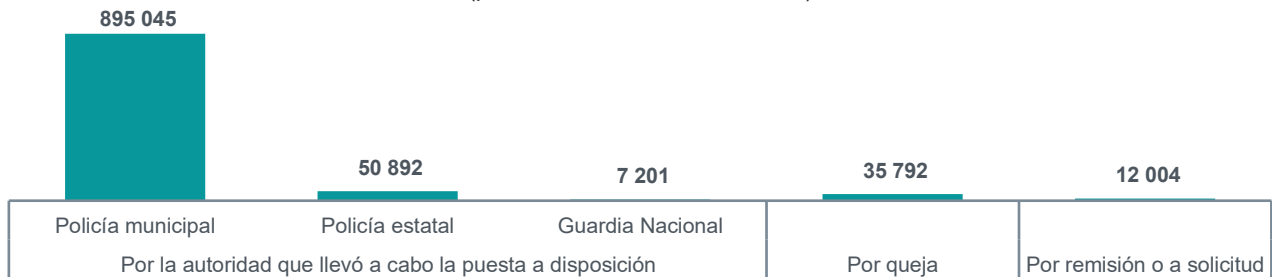 895 045
50 892
7 201
35 792
12 004
Policía municipal
Policía estatal
Guardia Nacional
Por la autoridad que llevó a cabo la puesta a disposición
Por queja
Por remisión o a solicitud